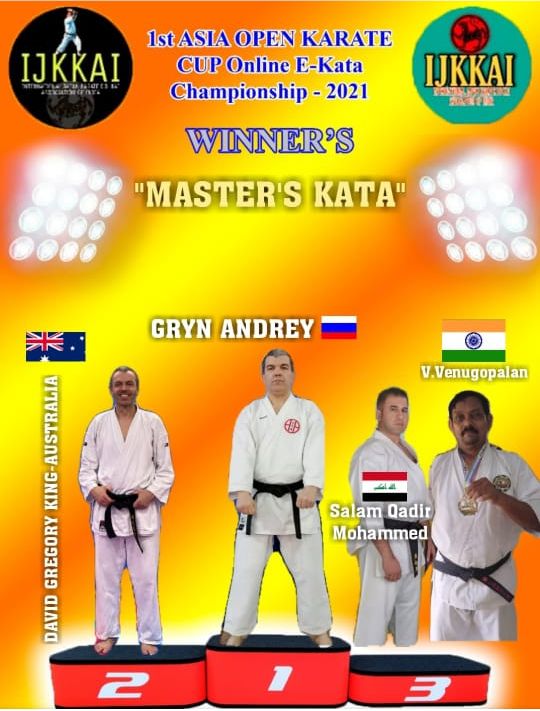 1st ASIA OPEN KARATE
CUP Online E-Kata
Championship - 2021
IJKKAI
IJKKAI
WINNER'S
"MASTER'S KATA"
GRYN ANDREY
V.Venugopalan
DAVID GREGORY KING-AUSTRALIA
Salam Qadir
Mohammed
2
1
3